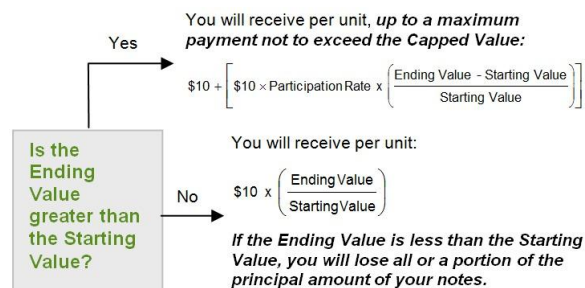 You will receive per unit, up to a maximum
payment not to exceed the Capped Value:
Yes
$10 + [ $10 × Participation Rate x ( Ending Value - Starting Value / Starting Value ) ]
Is the
Ending
Value
greater than
the Starting
Value?
No
You will receive per unit:
$10 x ( Ending Value / Starting Value )
If the Ending Value is less than the Starting
Value, you will lose all or a portion of the
principal amount of your notes.